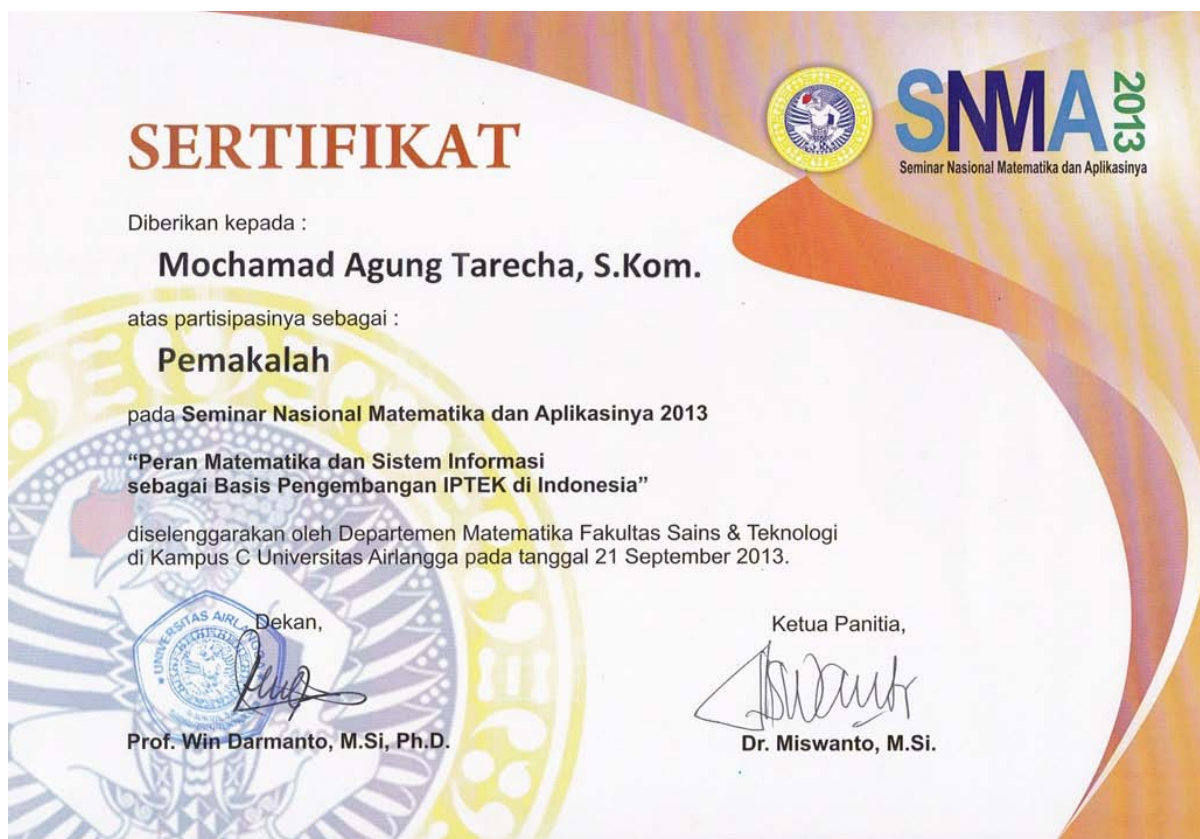 SNMA 2013
Seminar Nasional Matematika dan Aplikasinya
SERTIFIKAT
Diberikan kepada :
Mochamad Agung Tarecha, S.Kom.
atas partisipasinya sebagai :
Pemakalah
pada Seminar Nasional Matematika dan Aplikasinya 2013
“Peran Matematika dan Sistem Informasi
sebagai Basis Pengembangan IPTEK di Indonesia”
diselenggarakan oleh Departemen Matematika Fakultas Sains & Teknologi
di Kampus C Universitas Airlangga pada tanggal 21 September 2013.
Dekan,
UNIVERSITAS
Prof. Win Darmanto, M.Si, Ph.D.
Ketua Panitia,
Dr. Miswanto, M.Si.